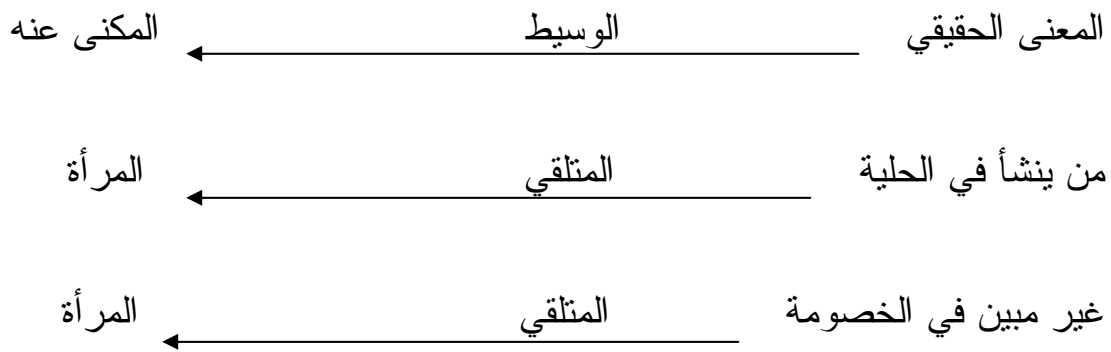 المعنى الحقيقي الوسيط المكنى عنه
من ينشأ في الحلية المتلقي المرأة
غير مبين في الخصومة المتلقي المرأة